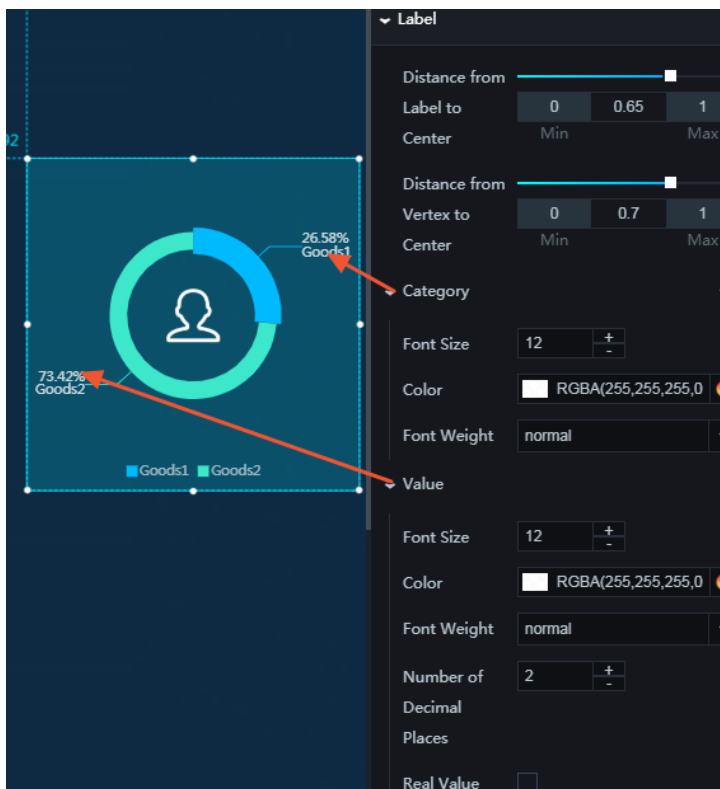 Label
Distance from
Label to
Center
0 0.65 1
Min Max
92
Distance from
Vertex to
Center
0 0.7 1
Min Max
26.58%
Goods1
Category
Font Size 12 + -
73.42%
Goods2
Color RGBA(255,255,255,0
Font Weight normal
Goods1 Goods2
Value
Font Size 12 + -
Color RGBA(255,255,255,0
Font Weight normal
Number of
Decimal
Places
2 + -
Real Value